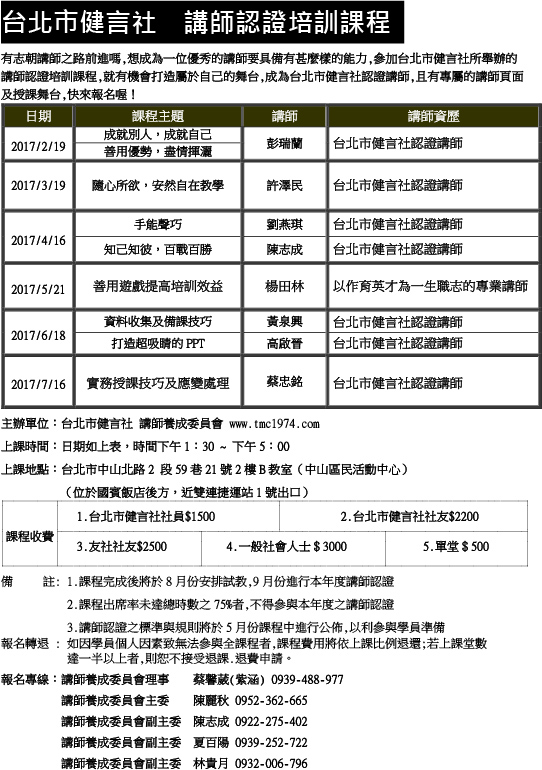 台北市健言社　講師認證培訓課程
有志朝講師之路前進嗎,想成為一位優秀的講師要具備有甚麼樣的能力,參加台北市健言社所舉辦的
講師認證培訓課程,就有機會打造屬於自己的舞台,成為台北市健言社認證講師,且有專屬的講師頁面
及授課舞台,快來報名喔！
日期 課程主題 講師 講師資歷
2017/2/19 成就別人，成就自己 彭瑞蘭 台北市健言社認證講師
善用優勢，盡情揮灑
2017/3/19 隨心所欲，安然自在教學 許澤民 台北市健言社認證講師
2017/4/16 手能聲巧 劉燕琪 台北市健言社認證講師
知己知彼，百戰百勝 陳志成 台北市健言社認證講師
2017/5/21 善用遊戲提高培訓效益 楊田林 以作育英才為一生職志的專業講師
2017/6/18 資料收集及備課技巧 黃泉興 台北市健言社認證講師
打造超吸睛的 PPT 高啟晉 台北市健言社認證講師
2017/7/16 實務授課技巧及應變處理 蔡忠銘 台北市健言社認證講師
主辦單位：台北市健言社 講師養成委員會 www.tmc1974.com
上課時間：日期如上表，時間下午 1：30 ~ 下午 5：00
上課地點：台北市中山北路 2 段 59 巷 21 號 2 樓 B 教室（中山區民活動中心）
（位於國賓飯店後方，近雙連捷運站 1 號出口）
課程收費 1.台北市健言社社員$1500 2.台北市健言社社友$2200
3.友社社友$2500 4.一般社會人士＄3000 5.單堂＄500
備　　註: 1.課程完成後將於 8 月份安排試教,9 月份進行本年度講師認證
2.課程出席率未達總時數之 75%者,不得參與本年度之講師認證
3.講師認證之標準與規則將於 5 月份課程中進行公佈,以利參與學員準備
報名轉退 : 如因學員個人因素致無法參與全課程者,課程費用將依上課比例退還;若上課堂數
達一半以上者,則恕不接受退課.退費申請。
報名專線：講師養成委員會理事 蔡馨葳(紫涵) 0939-488-977
講師養成委員會主委 陳麗秋 0952-362-665
講師養成委員會副主委 陳志成 0922-275-402
講師養成委員會副主委 夏百陽 0939-252-722
講師養成委員會副主委 林貴月 0932-006-796